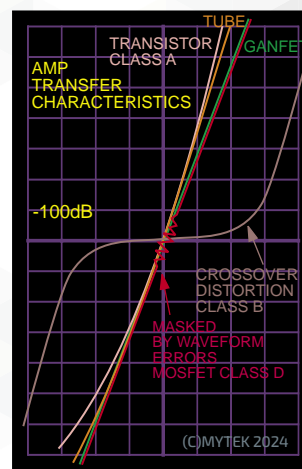 TUBE
TRANSISTOR
CLASS A
GANFET
AMP
TRANSFER
CHARACTERISTICS
-100dB
CROSSOVER
DISTORTION
CLASS B
MASKED
BY WAVEFORM
ERRORS
MOSFET CLASS D
(C)MYTEK 2024